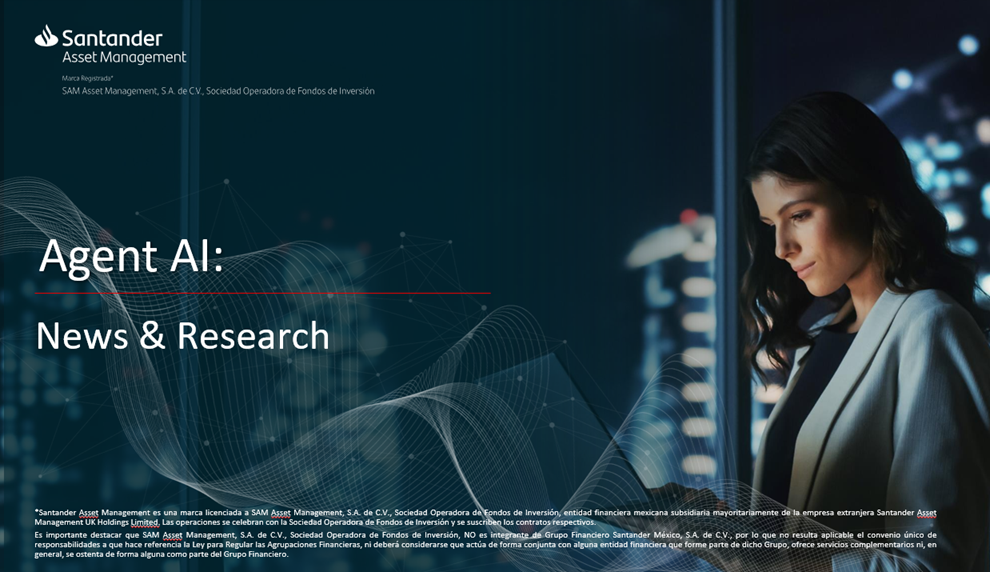 Santander
Asset Management
Marca Registrada*
SAM Asset Management, S.A. de C.V., Sociedad Operadora de Fondos de Inversión
Agent AI:
News & Research
*Santander Asset Management es una marca licenciada a SAM Asset Management, S.A. de C.V., Sociedad Operadora de Fondos de Inversión, entidad financiera mexicana subsidiaria mayoritariamente de la empresa extranjera Santander Asset
Management UK Holdings Limited. Las operaciones se celebran con la Sociedad Operadora de Fondos de Inversión y se suscriben los contratos respectivos.
Es importante destacar que SAM Asset Management, S.A. de C.V., Sociedad Operadora de Fondos de Inversión, NO es integrante de Grupo Financiero Santander México, S.A. de C.V., por lo que no resulta aplicable el convenio único de
responsabilidades a que hace referencia la Ley para Regular las Agrupaciones Financieras, ni deberá considerarse que actúa de forma conjunta con alguna entidad financiera que forme parte de dicho Grupo, ofrece servicios complementarios ni, en
general, se ostenta de forma alguna como parte del Grupo Financiero.